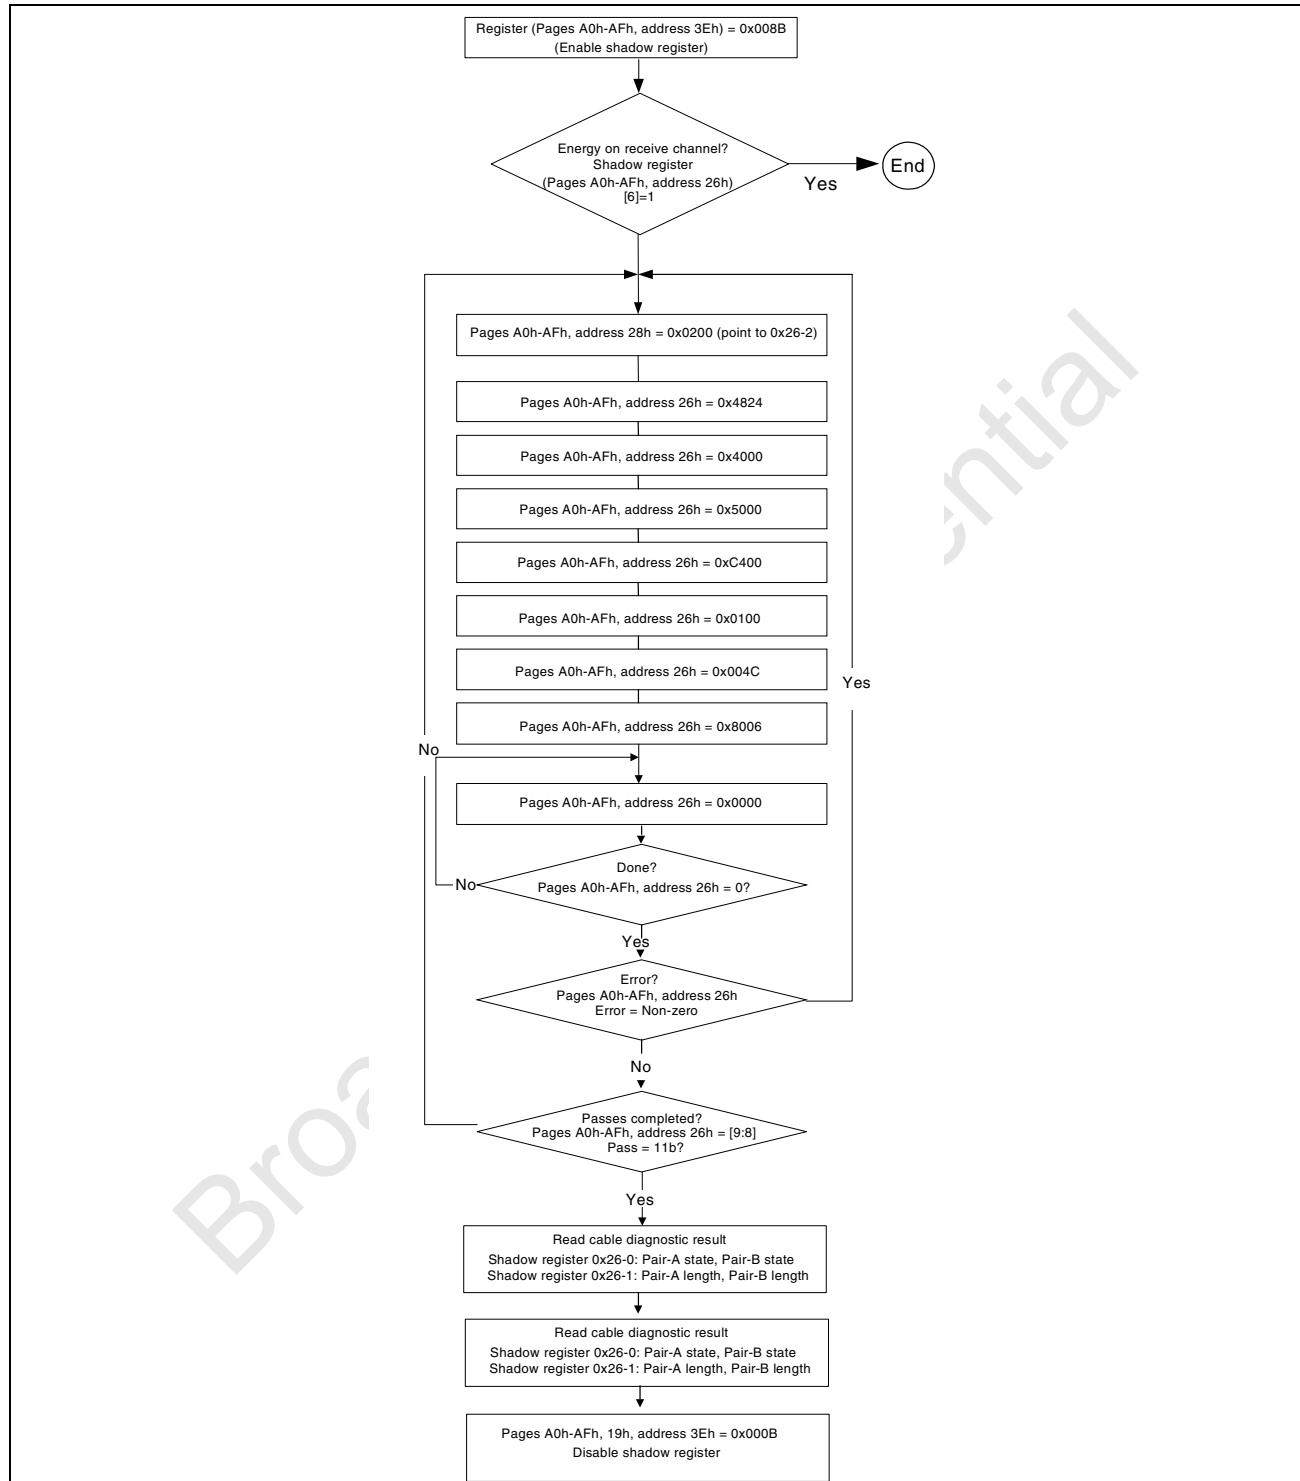 Register (Pages A0h-AFh, address 3Eh) = 0x008B
(Enable shadow register)
Energy on receive channel?
Shadow register
(Pages A0h-AFh, address 26h)
[6]=1
Yes
End
Pages A0h-AFh, address 28h = 0x0200 (point to 0x26-2)
Pages A0h-AFh, address 26h = 0x4824
Pages A0h-AFh, address 26h = 0x4000
Pages A0h-AFh, address 26h = 0x5000
Pages A0h-AFh, address 26h = 0xC400
Pages A0h-AFh, address 26h = 0x0100
Pages A0h-AFh, address 26h = 0x004C
Yes
Pages A0h-AFh, address 26h = 0x8006
No
Pages A0h-AFh, address 26h = 0x0000
Done?
Pages A0h-AFh, address 26h = 0?
No
Yes
Error?
Pages A0h-AFh, address 26h
Error = Non-zero
No
Passes completed?
Pages A0h-AFh, address 26h = [9:8]
Pass = 11b?
Yes
Read cable diagnostic result
Shadow register 0x26-0: Pair-A state, Pair-B state
Shadow register 0x26-1: Pair-A length, Pair-B length
Read cable diagnostic result
Shadow register 0x26-0: Pair-A state, Pair-B state
Shadow register 0x26-1: Pair-A length, Pair-B length
Pages A0h-AFh, 19h, address 3Eh = 0x000B
Disable shadow register